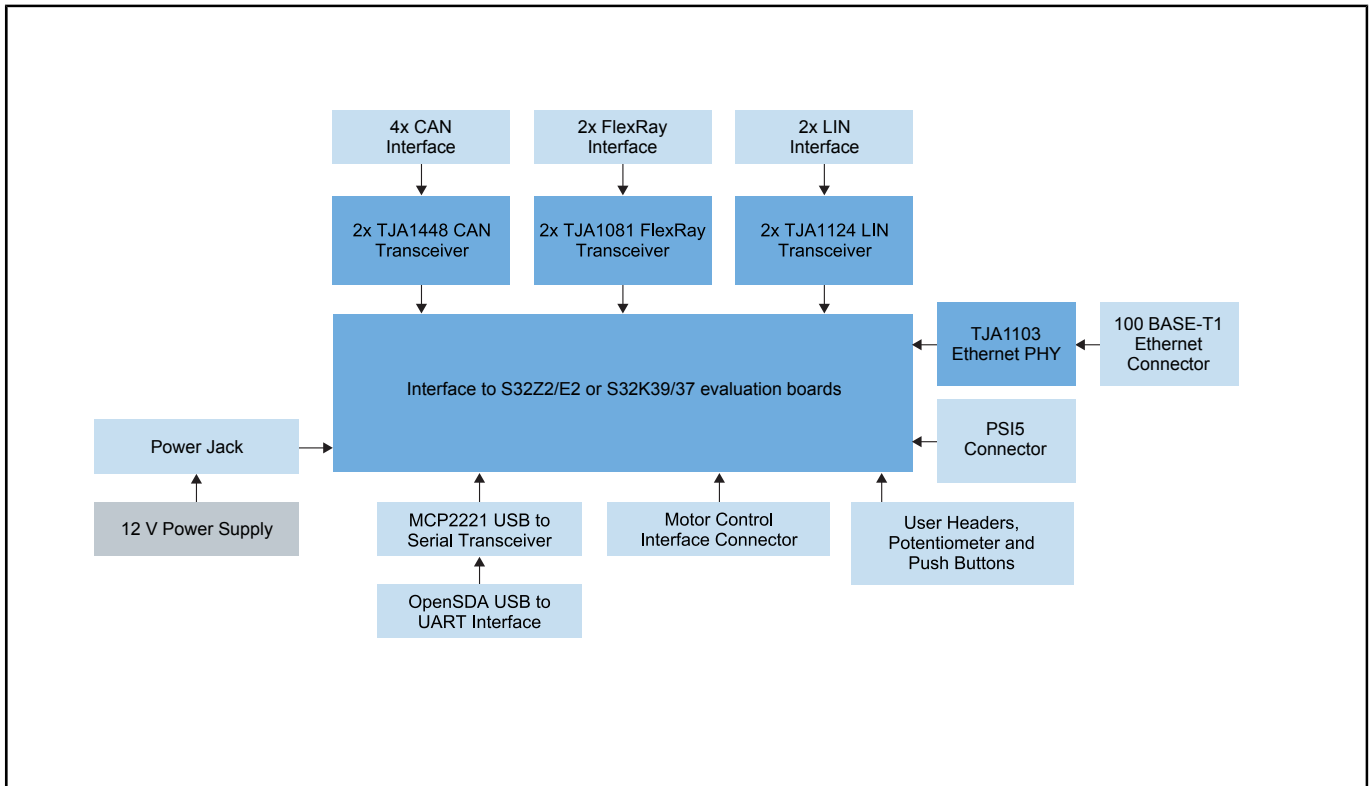 4x CAN
Interface
2x FlexRay
Interface
2x LIN
Interface
2x TJA1448 CAN
Transceiver
2x TJA1081 FlexRay
Transceiver
2x TJA1124 LIN
Transceiver
TJA1103
Ethernet PHY
100 BASE-T1
Ethernet
Connector
Interface to S32Z2/E2 or S32K39/37 evaluation boards
PSI5
Connector
Power Jack
12 V Power Supply
MCP2221 USB to
Serial Transceiver
Motor Control
Interface Connector
User Headers,
Potentiometer and
Push Buttons
OpenSDA USB to
UART Interface